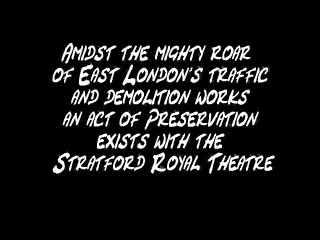 Amidst the mighty roar
of East London's traffic
and demolition works
an act of Preservation
exists with the
Stratford Royal Theatre